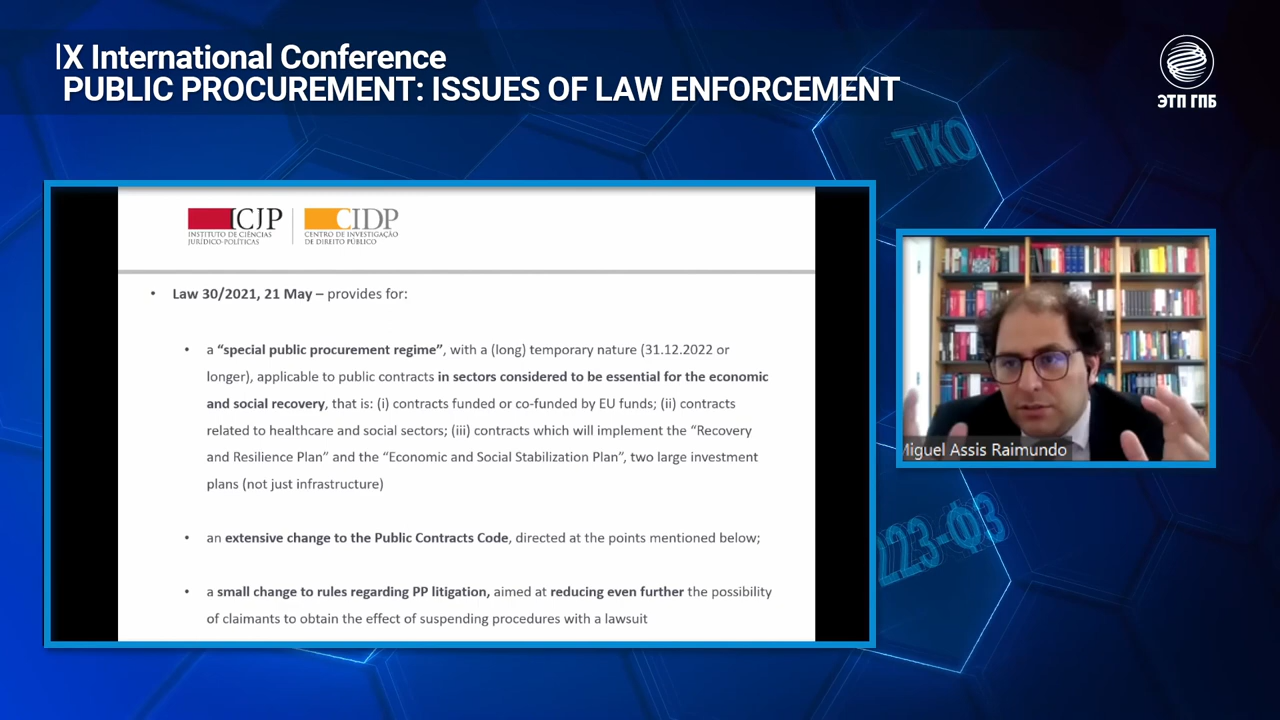 IX International Conference
PUBLIC PROCUREMENT: ISSUES OF LAW ENFORCEMENT
ЭТП ГПБ
ТКО
ICJP
INSTITUTO DE CIÊNCIAS
JURÍDICO-POLÍTICAS
CIDP
CENTRO DE INVESTIGAÇÃO
DE DIREITO PÚBLICO
• Law 30/2021, 21 May – provides for:
• a “special public procurement regime”, with a (long) temporary nature (31.12.2022 or
longer), applicable to public contracts in sectors considered to be essential for the economic
and social recovery, that is: (i) contracts funded or co-funded by EU funds; (ii) contracts
related to healthcare and social sectors; (iii) contracts which will implement the “Recovery
and Resilience Plan” and the “Economic and Social Stabilization Plan”, two large investment
plans (not just infrastructure)
• an extensive change to the Public Contracts Code, directed at the points mentioned below;
• a small change to rules regarding PP litigation, aimed at reducing even further the possibility
of claimants to obtain the effect of suspending procedures with a lawsuit
Miguel Assis Raimundo
223-ФЗ